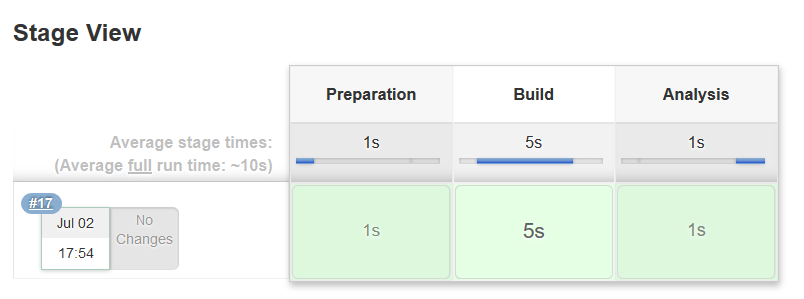 Stage View
Preparation Build Analysis
Average stage times:
(Average full run time: ~10s)
1s 5s 1s
#17
Jul 02
17:54
No
Changes
1s 5s 1s